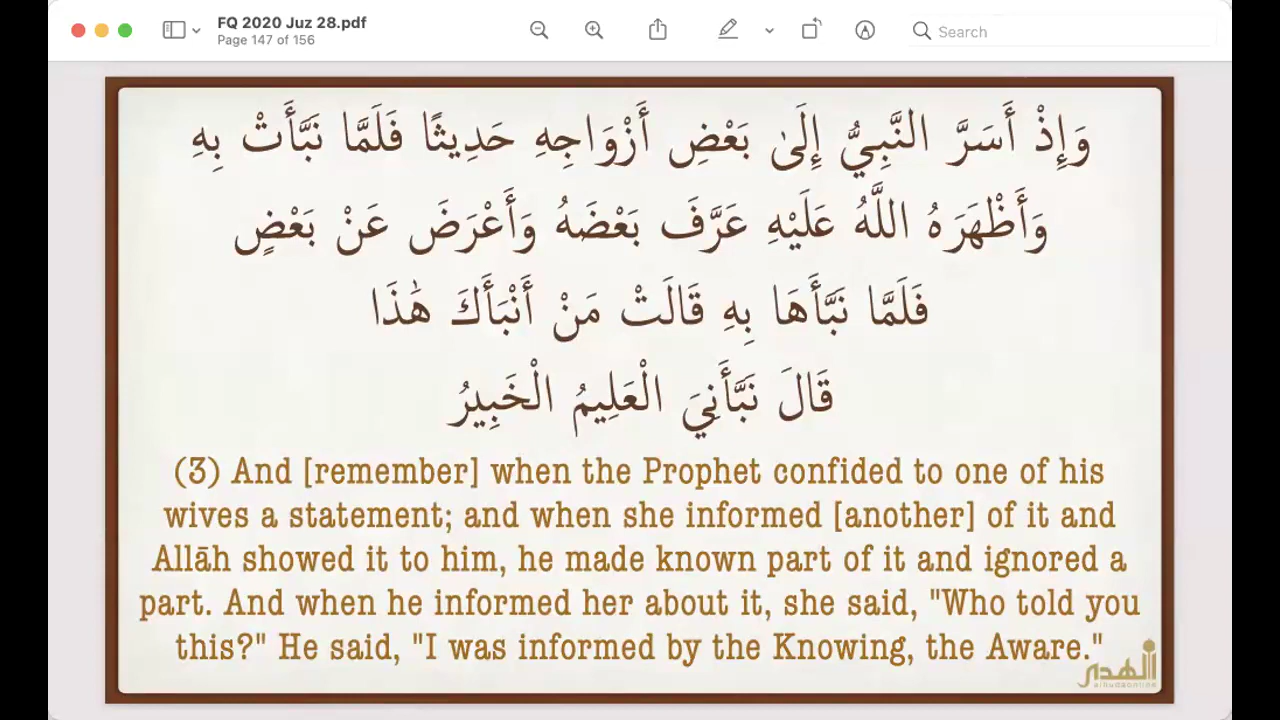 FQ 2020 Juz 28.pdf
Page 147 of 156
Search
وَإِذْ أَسَرَّ النَّبِيُّ إِلَىٰ بَعْضِ أَزْوَاجِهِ حَدِيثًا فَلَمَّا نَبَّأَتْ بِهِ
وَأَظْهَرَهُ اللَّهُ عَلَيْهِ عَرَّفَ بَعْضَهُ وَأَعْرَضَ عَنْ بَعْضٍ
فَلَمَّا نَبَّأَهَا بِهِ قَالَتْ مَنْ أَنْبَأَكَ هَٰذَا
قَالَ نَبَّأَنِيَ الْعَلِيمُ الْخَبِيرُ
(3) And [remember] when the Prophet confided to one of his
wives a statement; and when she informed [another] of it and
Allāh showed it to him, he made known part of it and ignored a
part. And when he informed her about it, she said, "Who told you
this?" He said, "I was informed by the Knowing, the Aware."
الهدى
alhudaonline